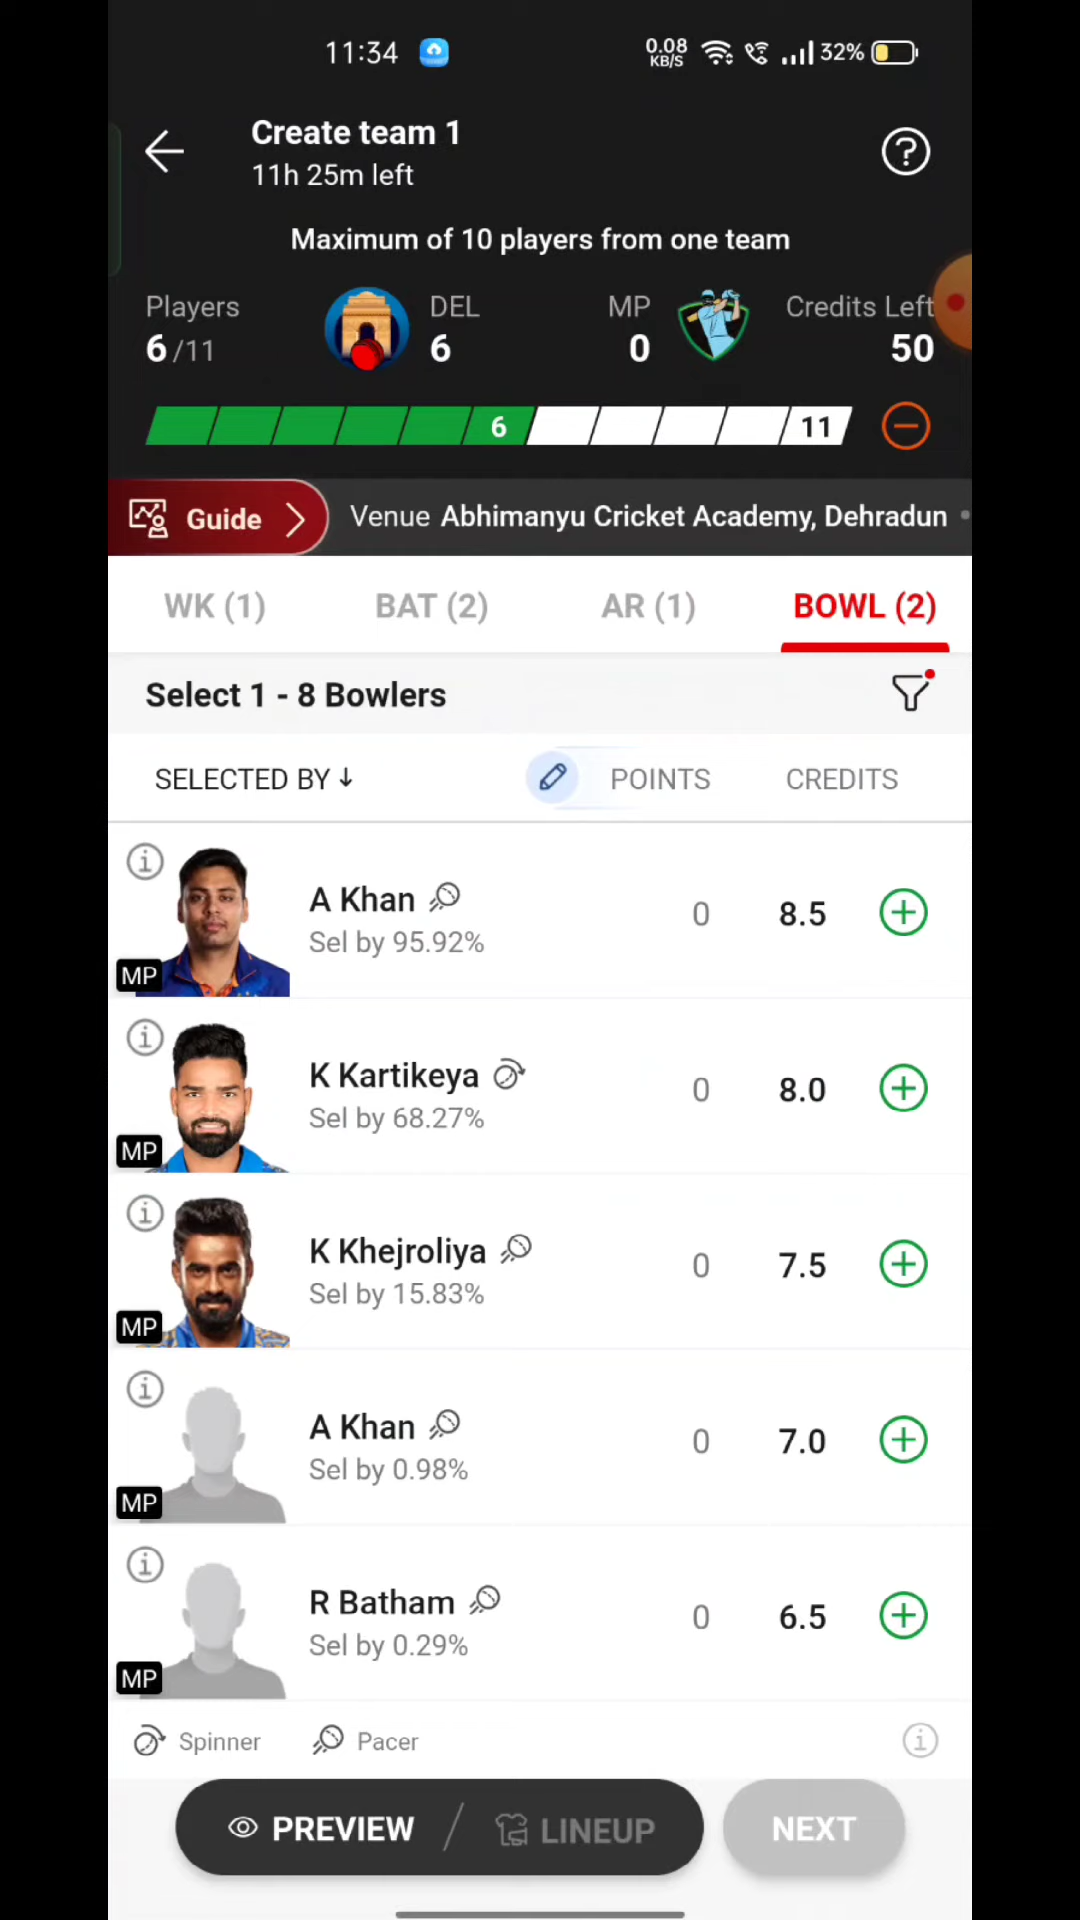 11:34
0.08
KB/S
32%
Create team 1
11h 25m left
Maximum of 10 players from one team
Players
6/11
DEL
6
MP
0
Credits Left
50
6
11
Guide
Venue Abhimanyu Cricket Academy, Dehradun
WK (1)
BAT (2)
AR (1)
BOWL (2)
Select 1 - 8 Bowlers
SELECTED BY ↓
POINTS
CREDITS
A Khan
Sel by 95.92%
0
8.5
MP
K Kartikeya
Sel by 68.27%
0
8.0
MP
K Khejroliya
Sel by 15.83%
0
7.5
MP
A Khan
Sel by 0.98%
0
7.0
MP
R Batham
Sel by 0.29%
0
6.5
MP
Spinner
Pacer
PREVIEW / LINEUP
NEXT